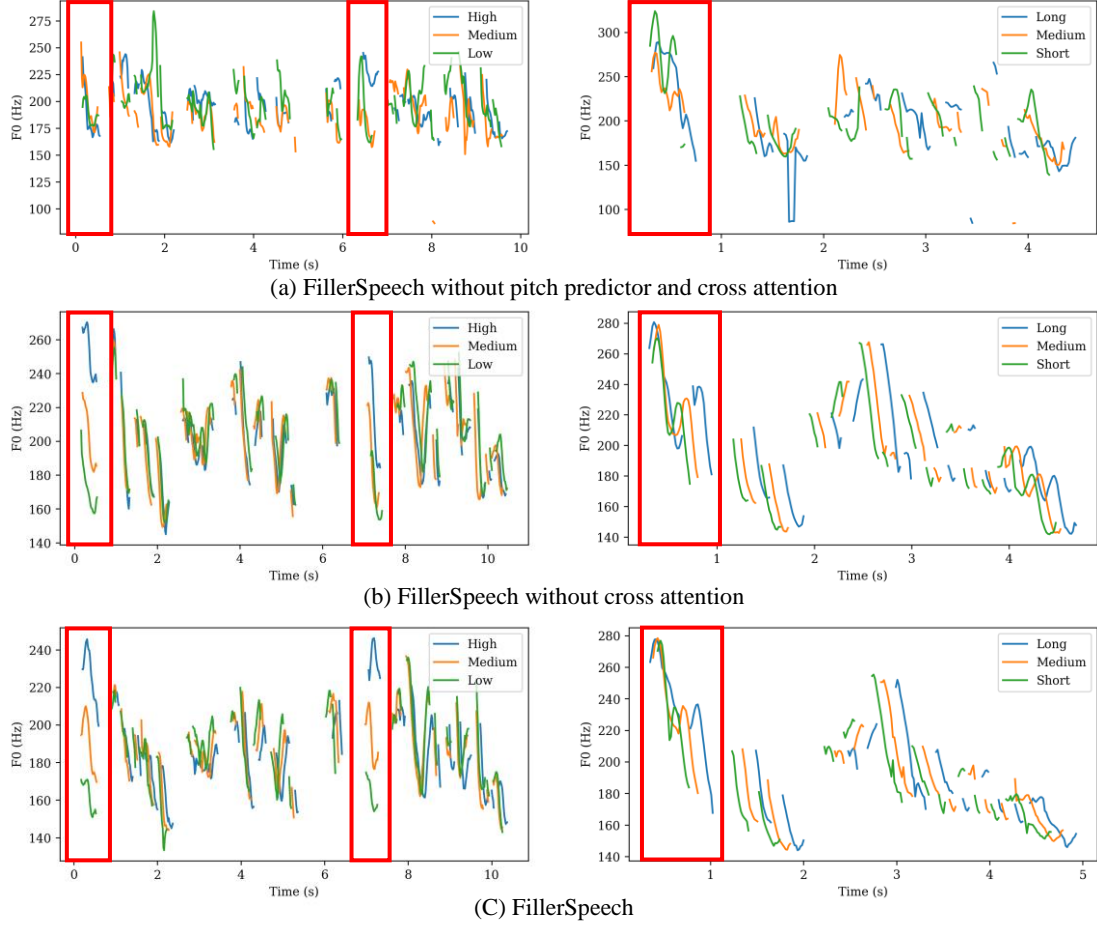 275
250
225
200
175
150
125
100
F0 (Hz)
0 2 4 6 8 10
Time (s)
High
Medium
Low
300
250
200
150
100
F0 (Hz)
1 2 3 4
Time (s)
Long
Medium
Short
(a) FillerSpeech without pitch predictor and cross attention
260
240
220
200
180
160
140
F0 (Hz)
0 2 4 6 8 10
Time (s)
High
Medium
Low
280
260
240
220
200
180
160
140
F0 (Hz)
1 2 3 4
Time (s)
Long
Medium
Short
(b) FillerSpeech without cross attention
240
220
200
180
160
140
F0 (Hz)
0 2 4 6 8 10
Time (s)
High
Medium
Low
280
260
240
220
200
180
160
140
F0 (Hz)
1 2 3 4 5
Time (s)
Long
Medium
Short
(C) FillerSpeech